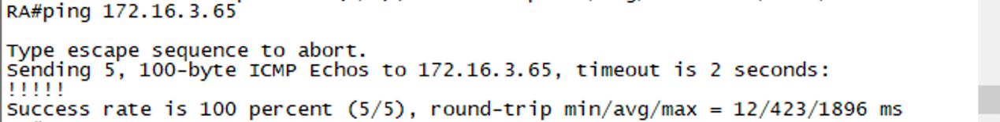 RA#ping 172.16.3.65
Type escape sequence to abort.
Sending 5, 100-byte ICMP Echos to 172.16.3.65, timeout is 2 seconds:
!!!!!
Success rate is 100 percent (5/5), round-trip min/avg/max = 12/423/1896 ms